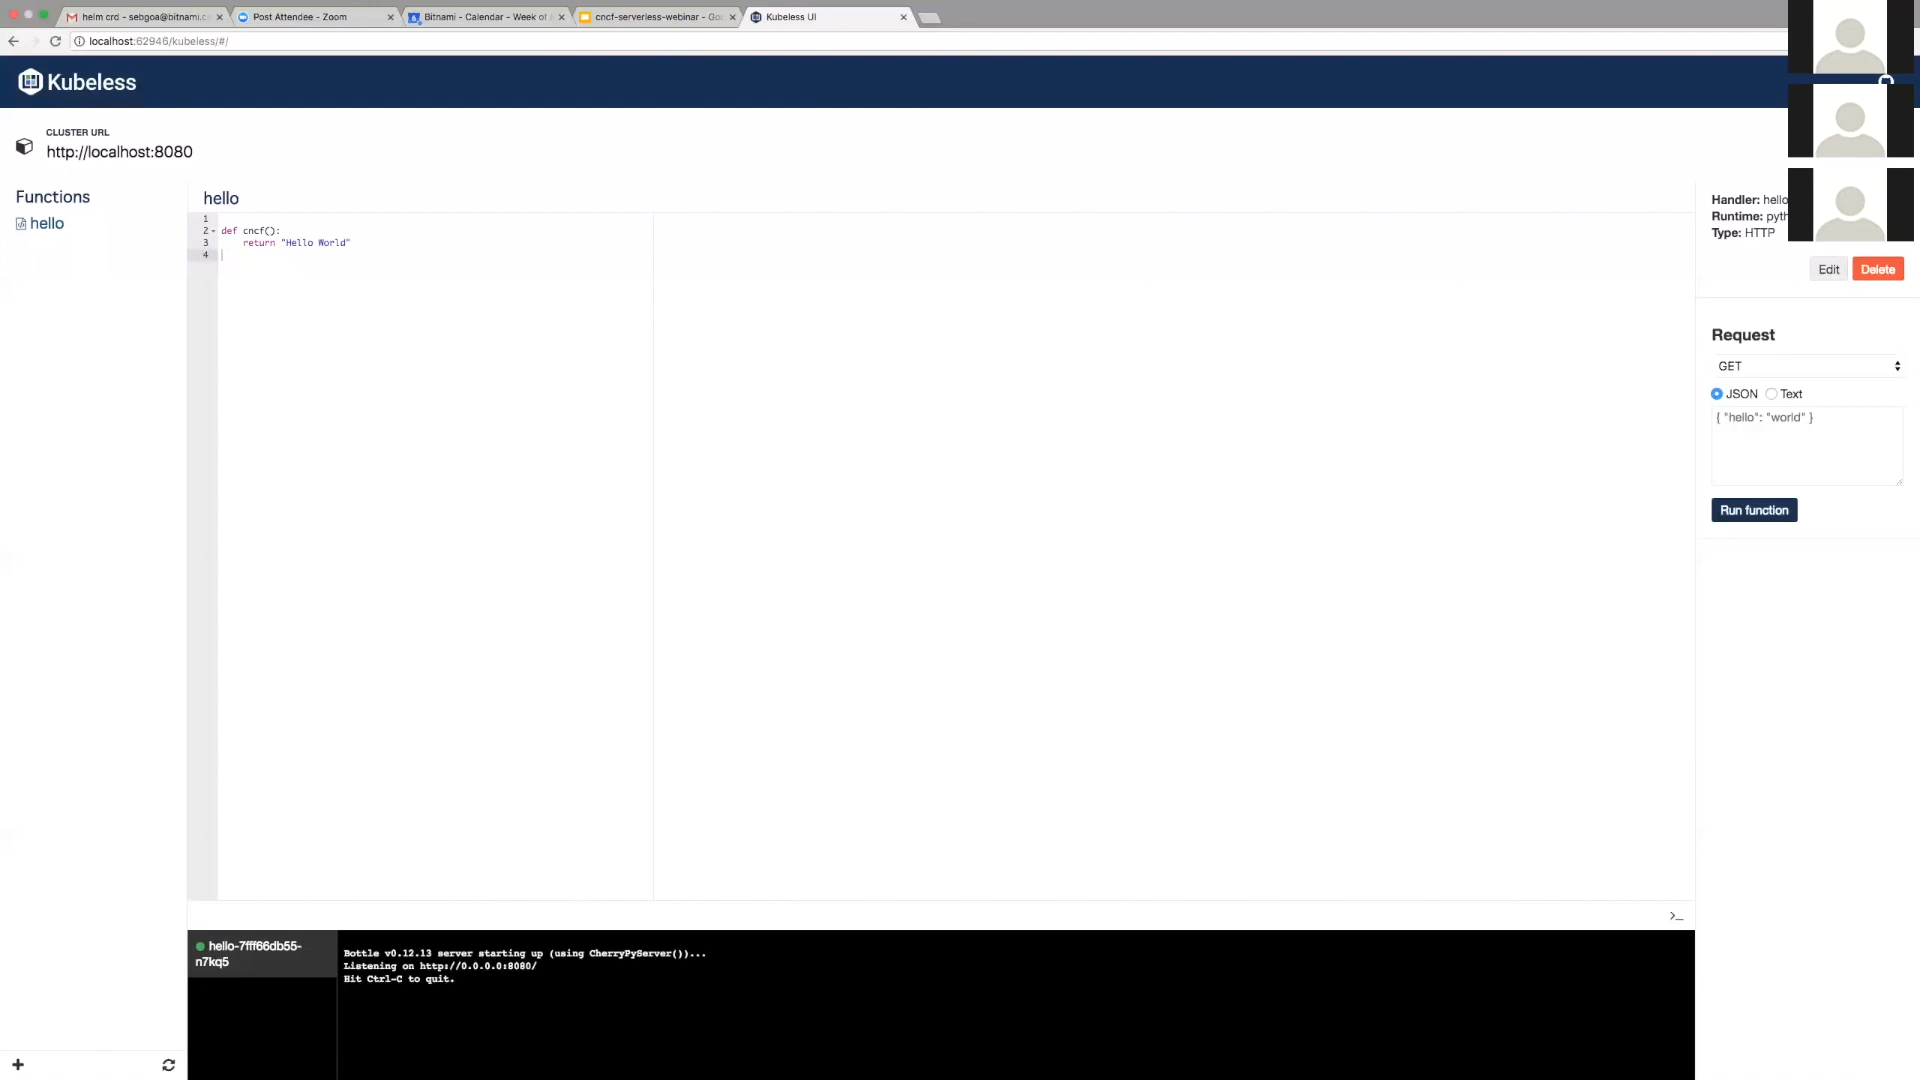 helm crd - sebgoa@bitnami.c
Post Attendee - Zoom
Bitnami - Calendar - Week of
cncf-serverless-webinar - Go
Kubeless UI
localhost:62946/kubeless/#/
Kubeless
CLUSTER URL
http://localhost:8080
Functions
hello
hello
1
2 def cncf():
3 return "Hello World"
4
Handler: hello
Runtime: pyth
Type: HTTP
Edit Delete
Request
GET
JSON Text
{ "hello": "world" }
Run function
>_
hello-7fff66db55-
n7kq5
Bottle v0.12.13 server starting up (using CherryPyServer())...
Listening on http://0.0.0.0:8080/
Hit Ctrl-C to quit.